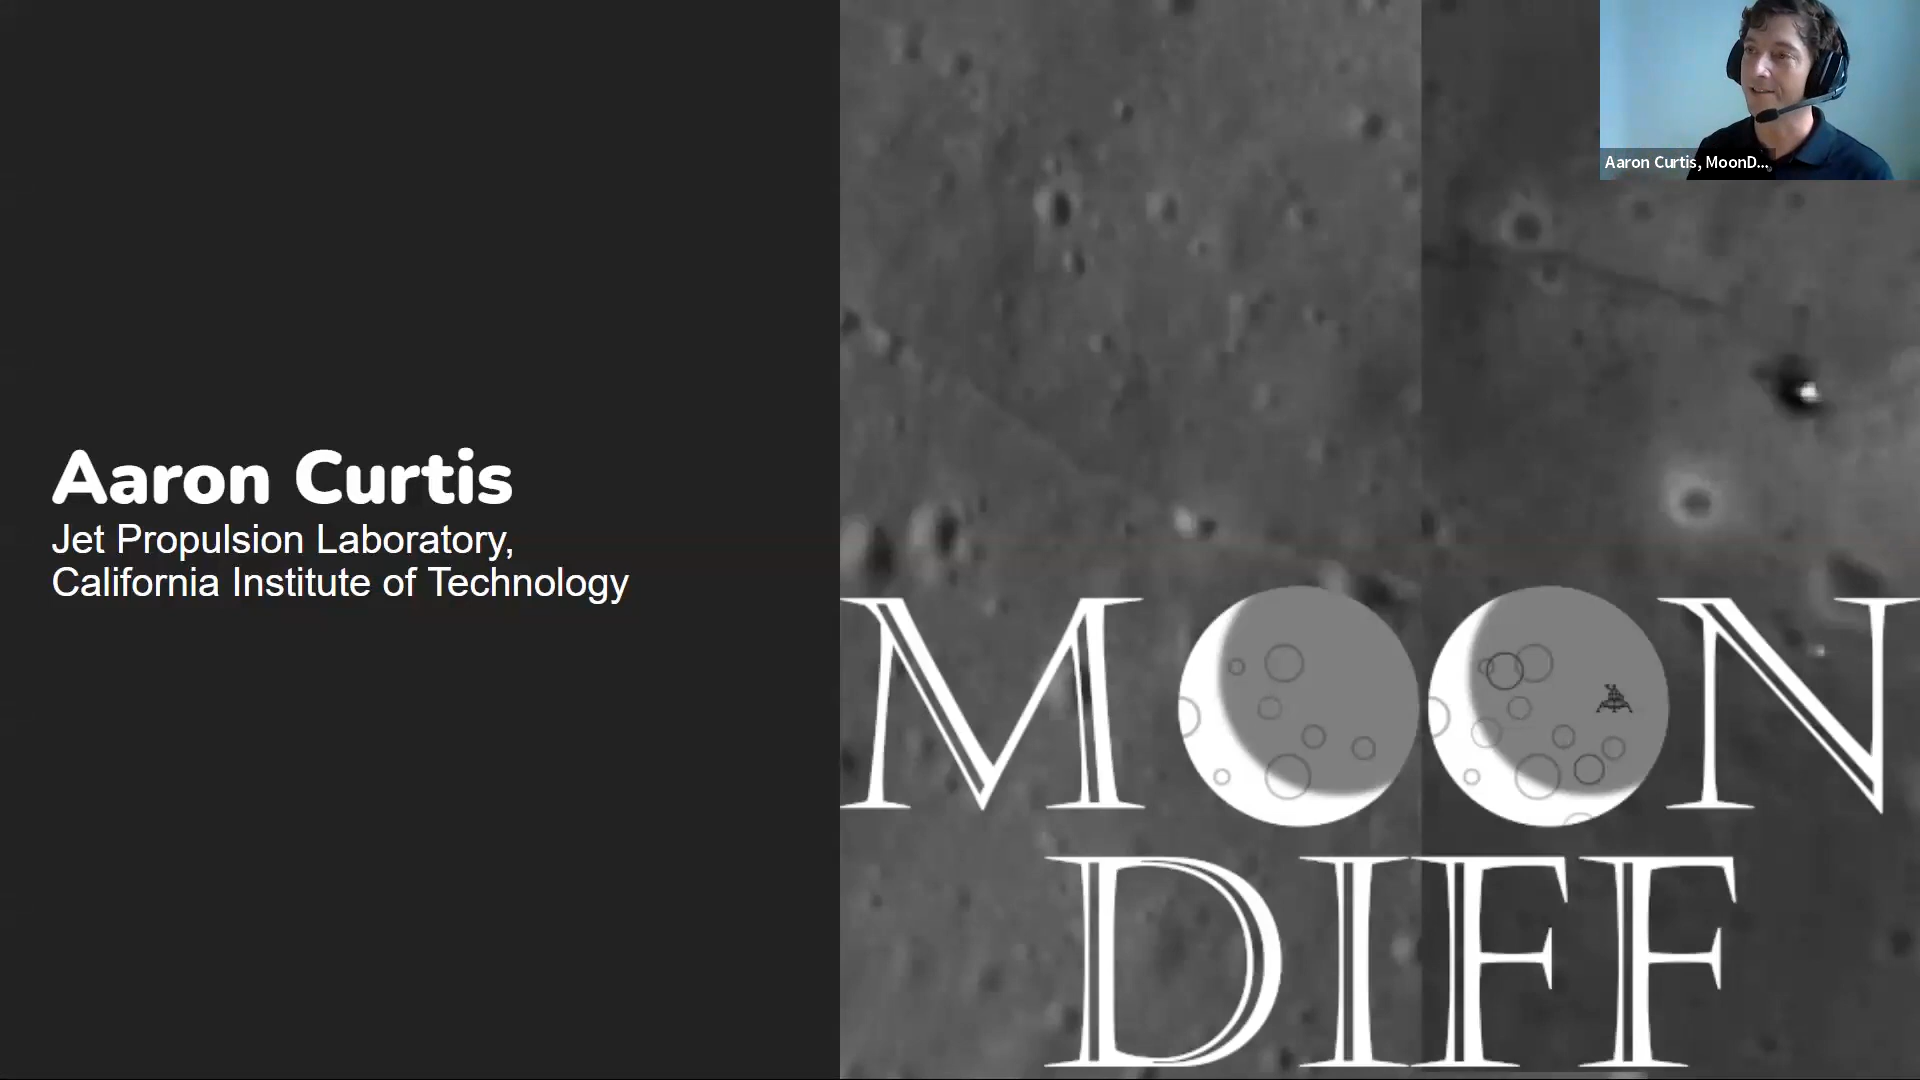 Aaron Curtis, MoonD...
Aaron Curtis
Jet Propulsion Laboratory,
California Institute of Technology
MOON
DIFF